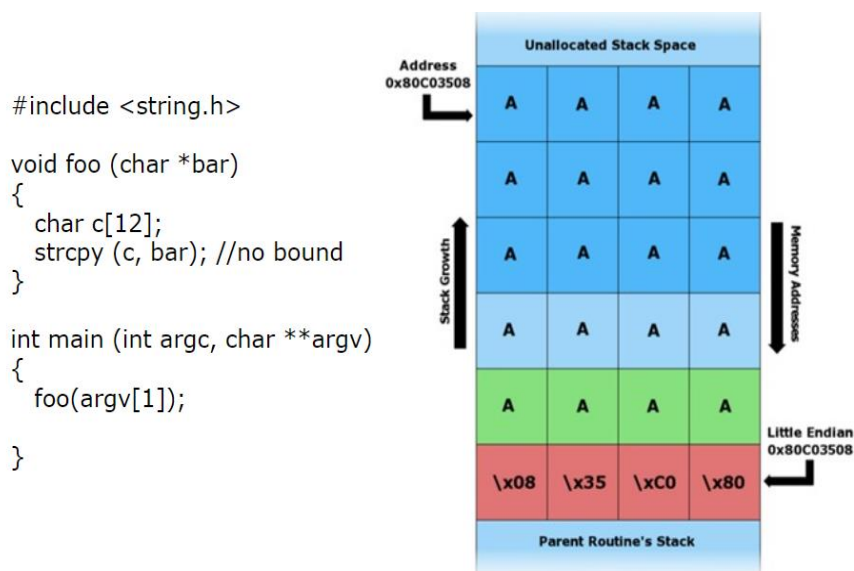 #include <string.h>
void foo (char *bar)
{
char c[12];
strcpy (c, bar); //no bound
}
int main (int argc, char **argv)
{
foo(argv[1]);
}
Unallocated Stack Space
Address
0x80C03508
A A A A
A A A A
A A A A
A A A A
A A A A
\x08 \x35 \xC0 \x80
Parent Routine's Stack
Stack Growth
Memory Addresses
Little Endian
0x80C03508